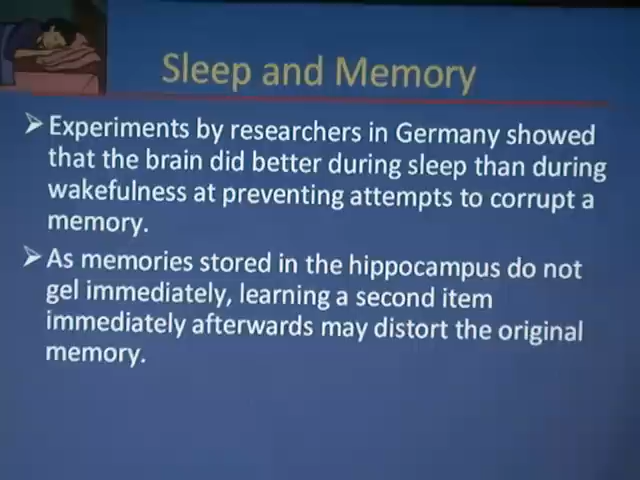 Sleep and Memory
➢Experiments by researchers in Germany showed
that the brain did better during sleep than during
wakefulness at preventing attempts to corrupt a
memory.
➢As memories stored in the hippocampus do not
gel immediately, learning a second item
immediately afterwards may distort the original
memory.